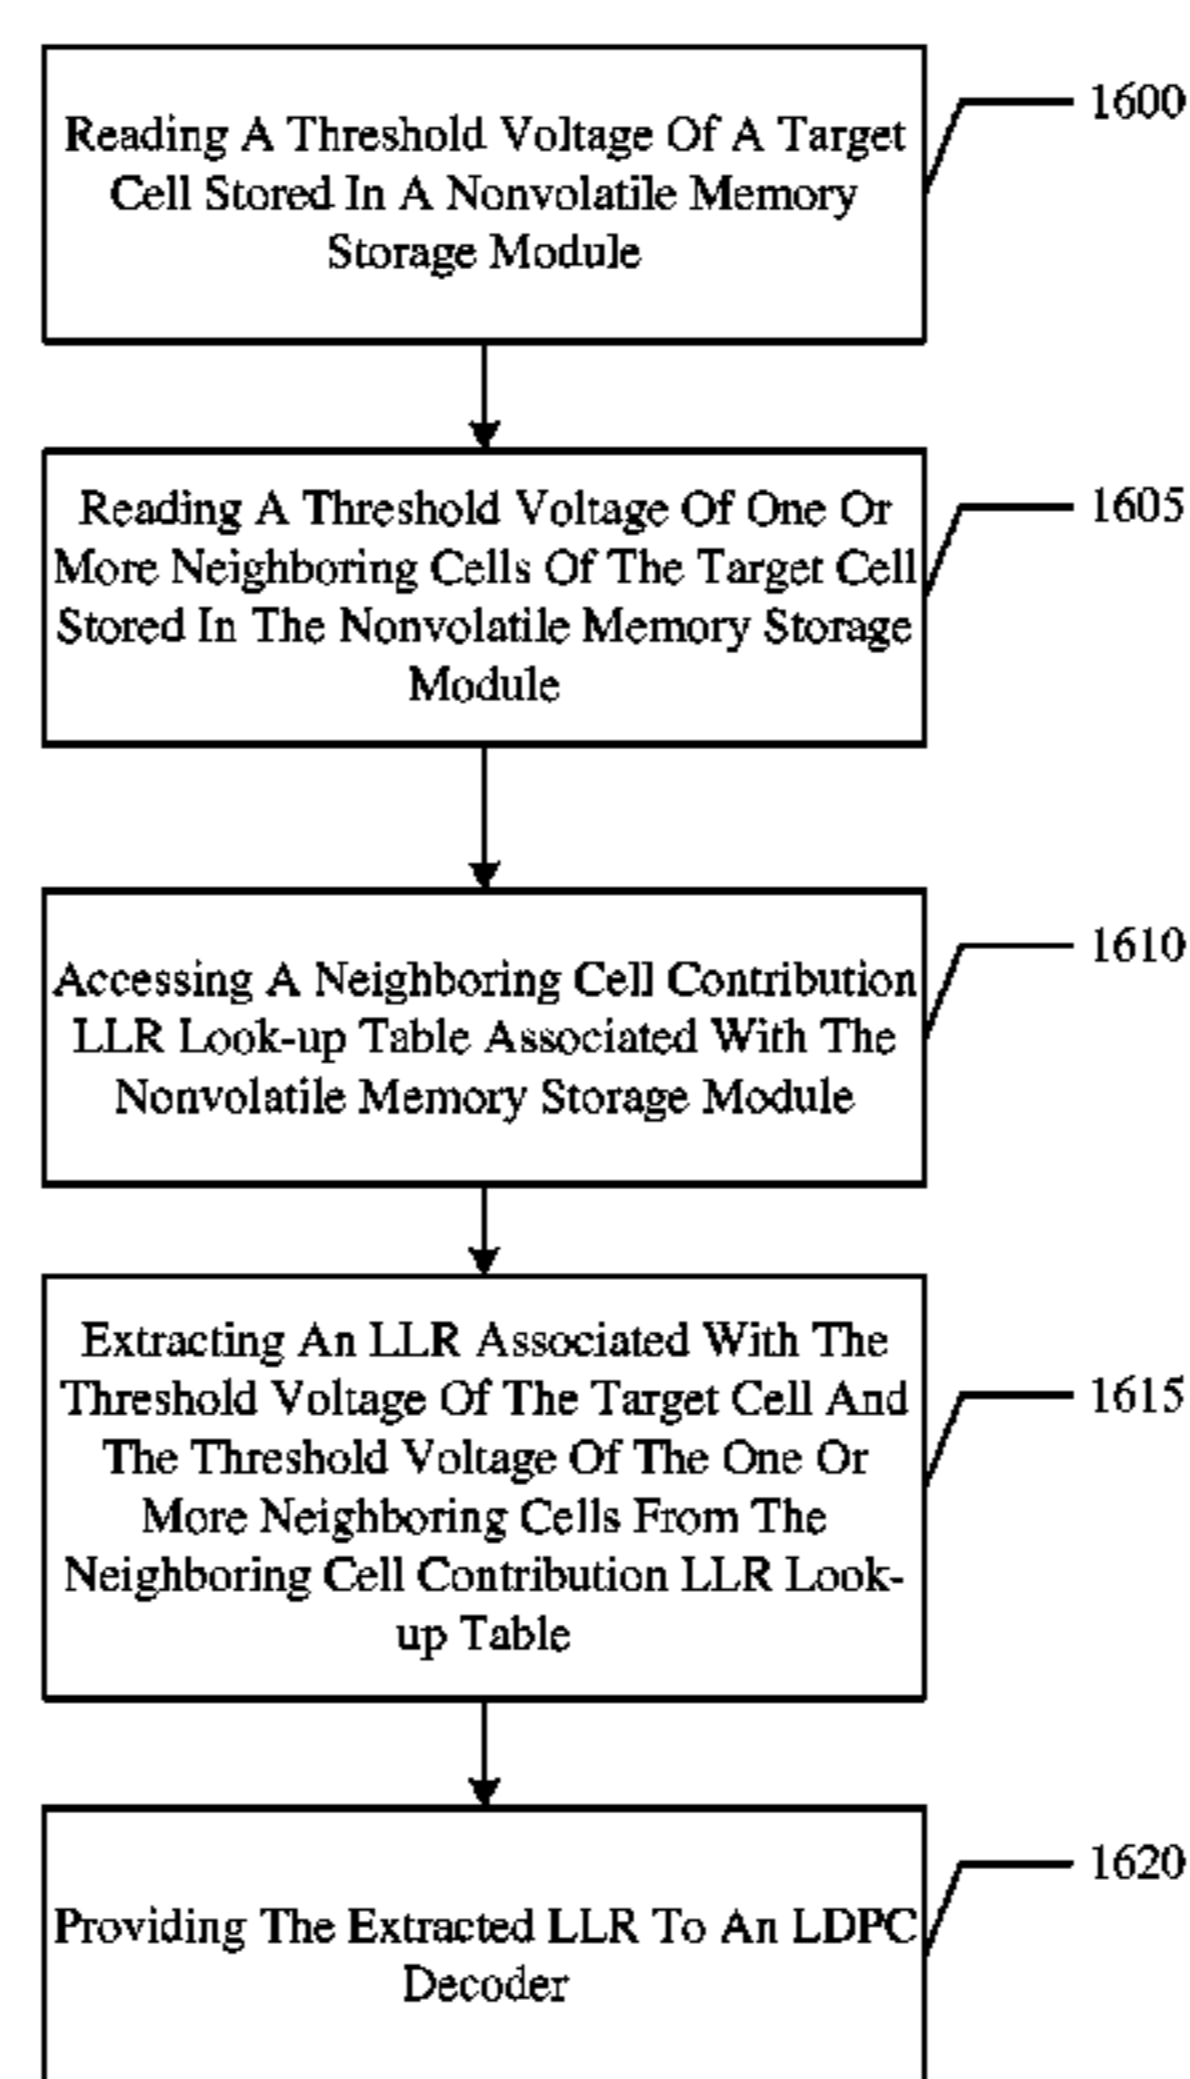 Reading A Threshold Voltage Of A Target
Cell Stored In A Nonvolatile Memory
Storage Module
1600
Reading A Threshold Voltage Of One Or
More Neighboring Cells Of The Target Cell
Stored In The Nonvolatile Memory Storage
Module
1605
Accessing A Neighboring Cell Contribution
LLR Look-up Table Associated With The
Nonvolatile Memory Storage Module
1610
Extracting An LLR Associated With The
Threshold Voltage Of The Target Cell And
The Threshold Voltage Of The One Or
More Neighboring Cells From The
Neighboring Cell Contribution LLR Look-
up Table
1615
Providing The Extracted LLR To An LDPC
Decoder
1620